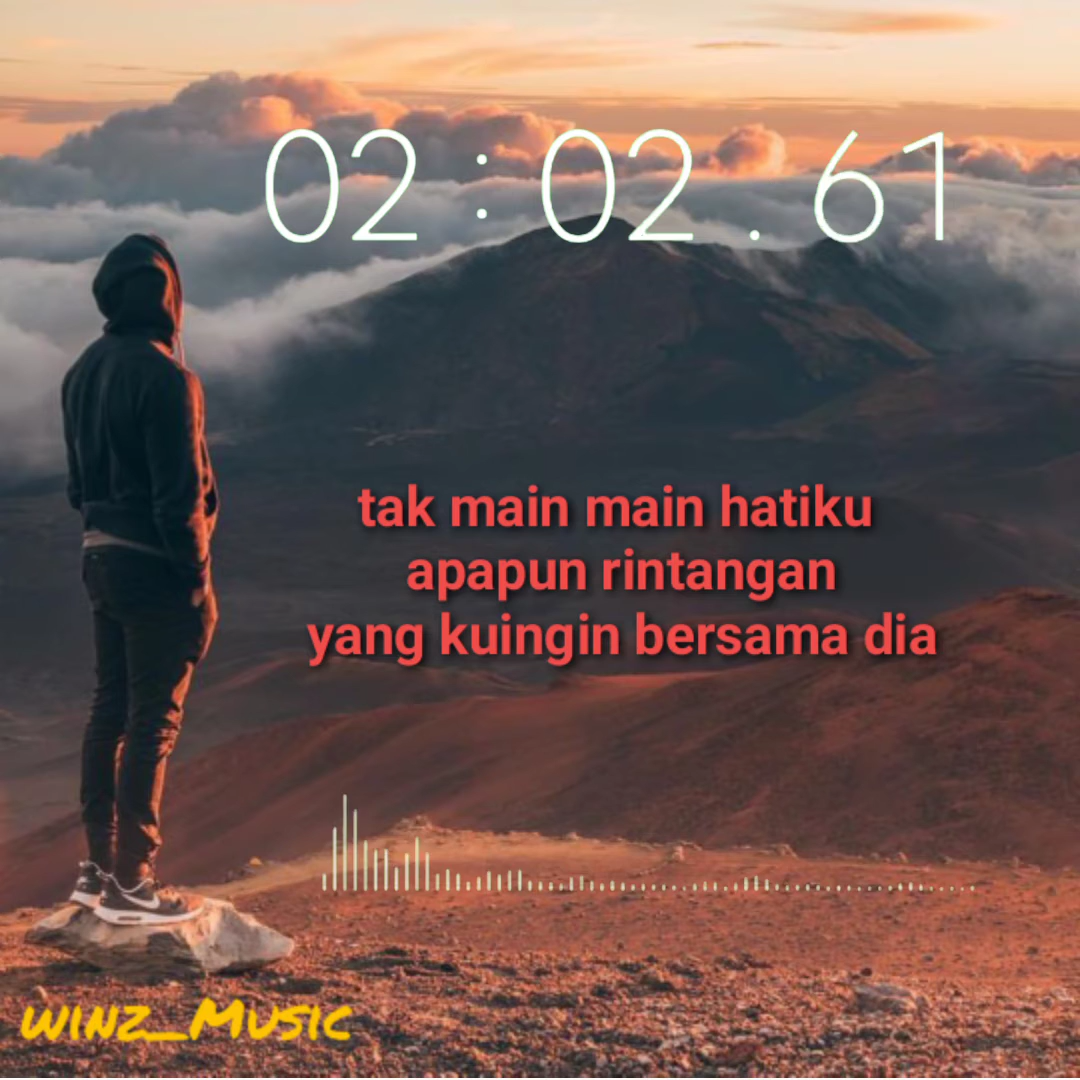 02:02.61
tak main main hatiku
apapun rintangan
yang kuingin bersama dia
WINZ_MUSIC